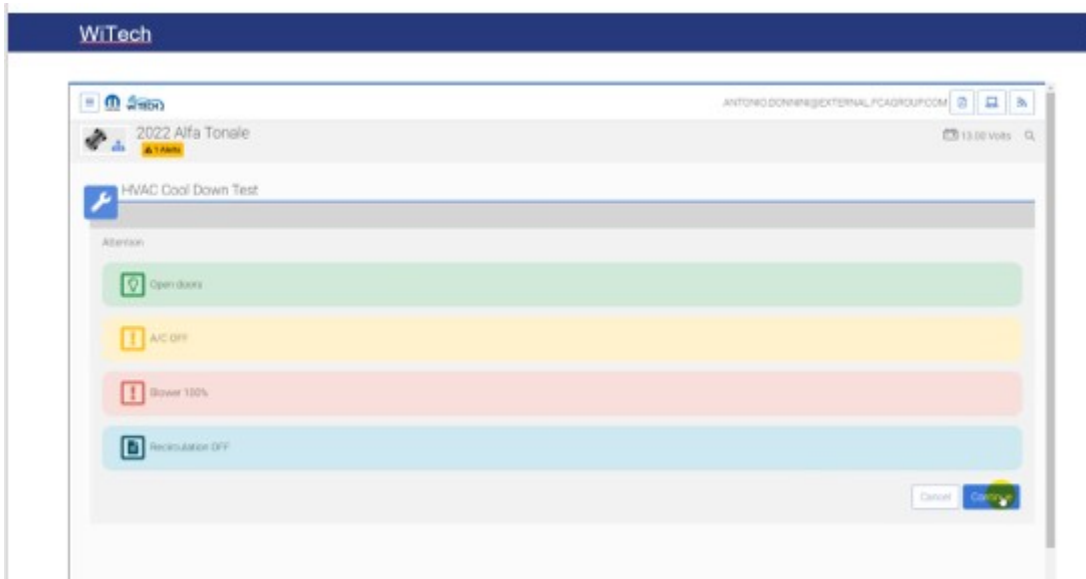 WiTech
WiTECH
ANTONIO.DONNINI@EXTERNAL.FCAGROUP.COM
2022 Alfa Tonale
1 Alerts
13.00 Volts
HVAC Cool Down Test
Attention
Open doors
A/C OFF
Blower 100%
Recirculation OFF
Cancel
Continue